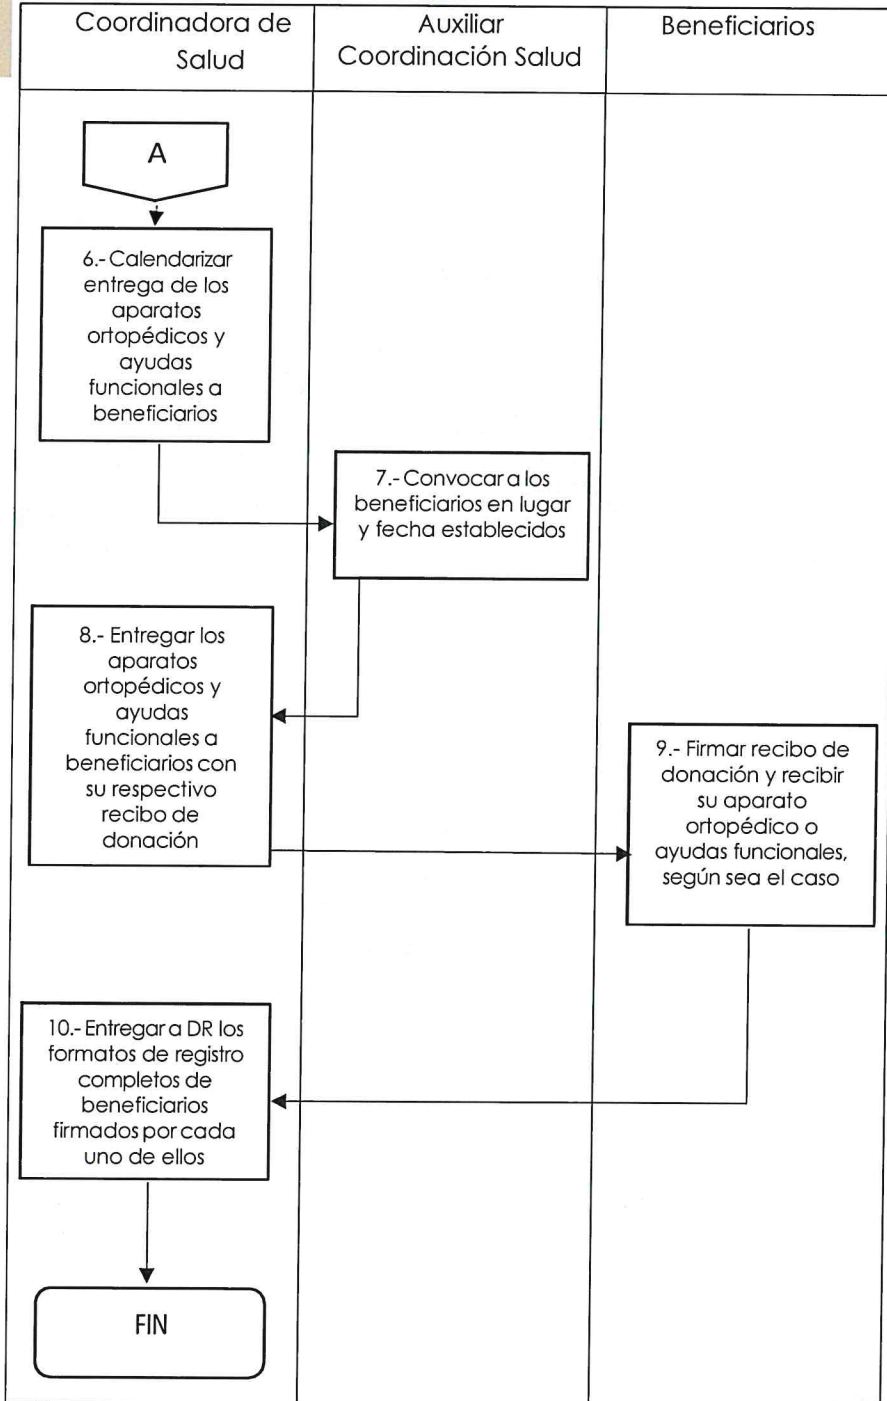 Coordinadora de
Salud
Auxiliar
Coordinación Salud
Beneficiarios
A
6.- Calendarizar
entrega de los
aparatos
ortopédicos y
ayudas
funcionales a
beneficiarios
7.- Convocar a los
beneficiarios en lugar
y fecha establecidos
8.- Entregar los
aparatos
ortopédicos y
ayudas
funcionales a
beneficiarios con
su respectivo
recibo de
donación
9.- Firmar recibo de
donación y recibir
su aparato
ortopédico o
ayudas funcionales,
según sea el caso
10.- Entregar a DR los
formatos de registro
completos de
beneficiarios
firmados por cada
uno de ellos
FIN